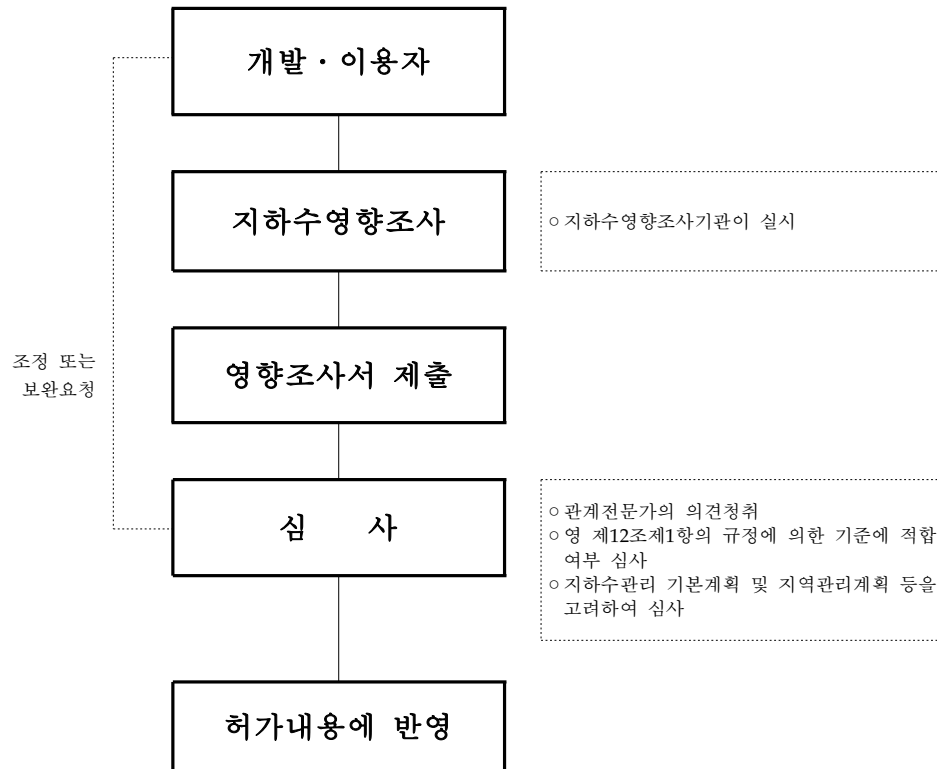 개발 · 이용자
지하수영향조사
○ 지하수영향조사기관이 실시
영향조사서 제출
조정 또는
보완요청
심 사
○ 관계전문가의 의견청취
○ 영 제12조제1항의 규정에 의한 기준에 적합
여부 심사
○ 지하수관리 기본계획 및 지역관리계획 등을
고려하여 심사
허가내용에 반영